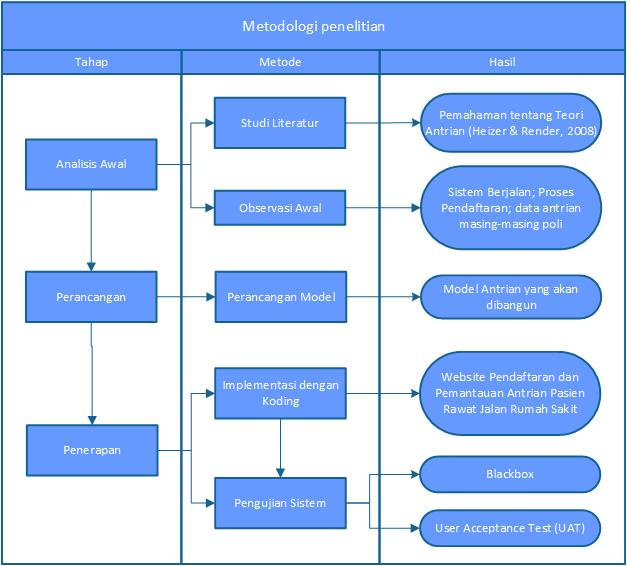 Metodologi penelitian
Tahap
Metode
Hasil
Analisis Awal
Studi Literatur
Pemahaman tentang Teori
Antrian (Heizer & Render, 2008)
Observasi Awal
Sistem Berjalan; Proses
Pendaftaran; data antrian
masing-masing poli
Perancangan
Perancangan Model
Model Antrian yang akan
dibangun
Penerapan
Implementasi dengan
Koding
Website Pendaftaran dan
Pemantauan Antrian Pasien
Rawat Jalan Rumah Sakit
Pengujian Sistem
Blackbox
User Acceptance Test (UAT)